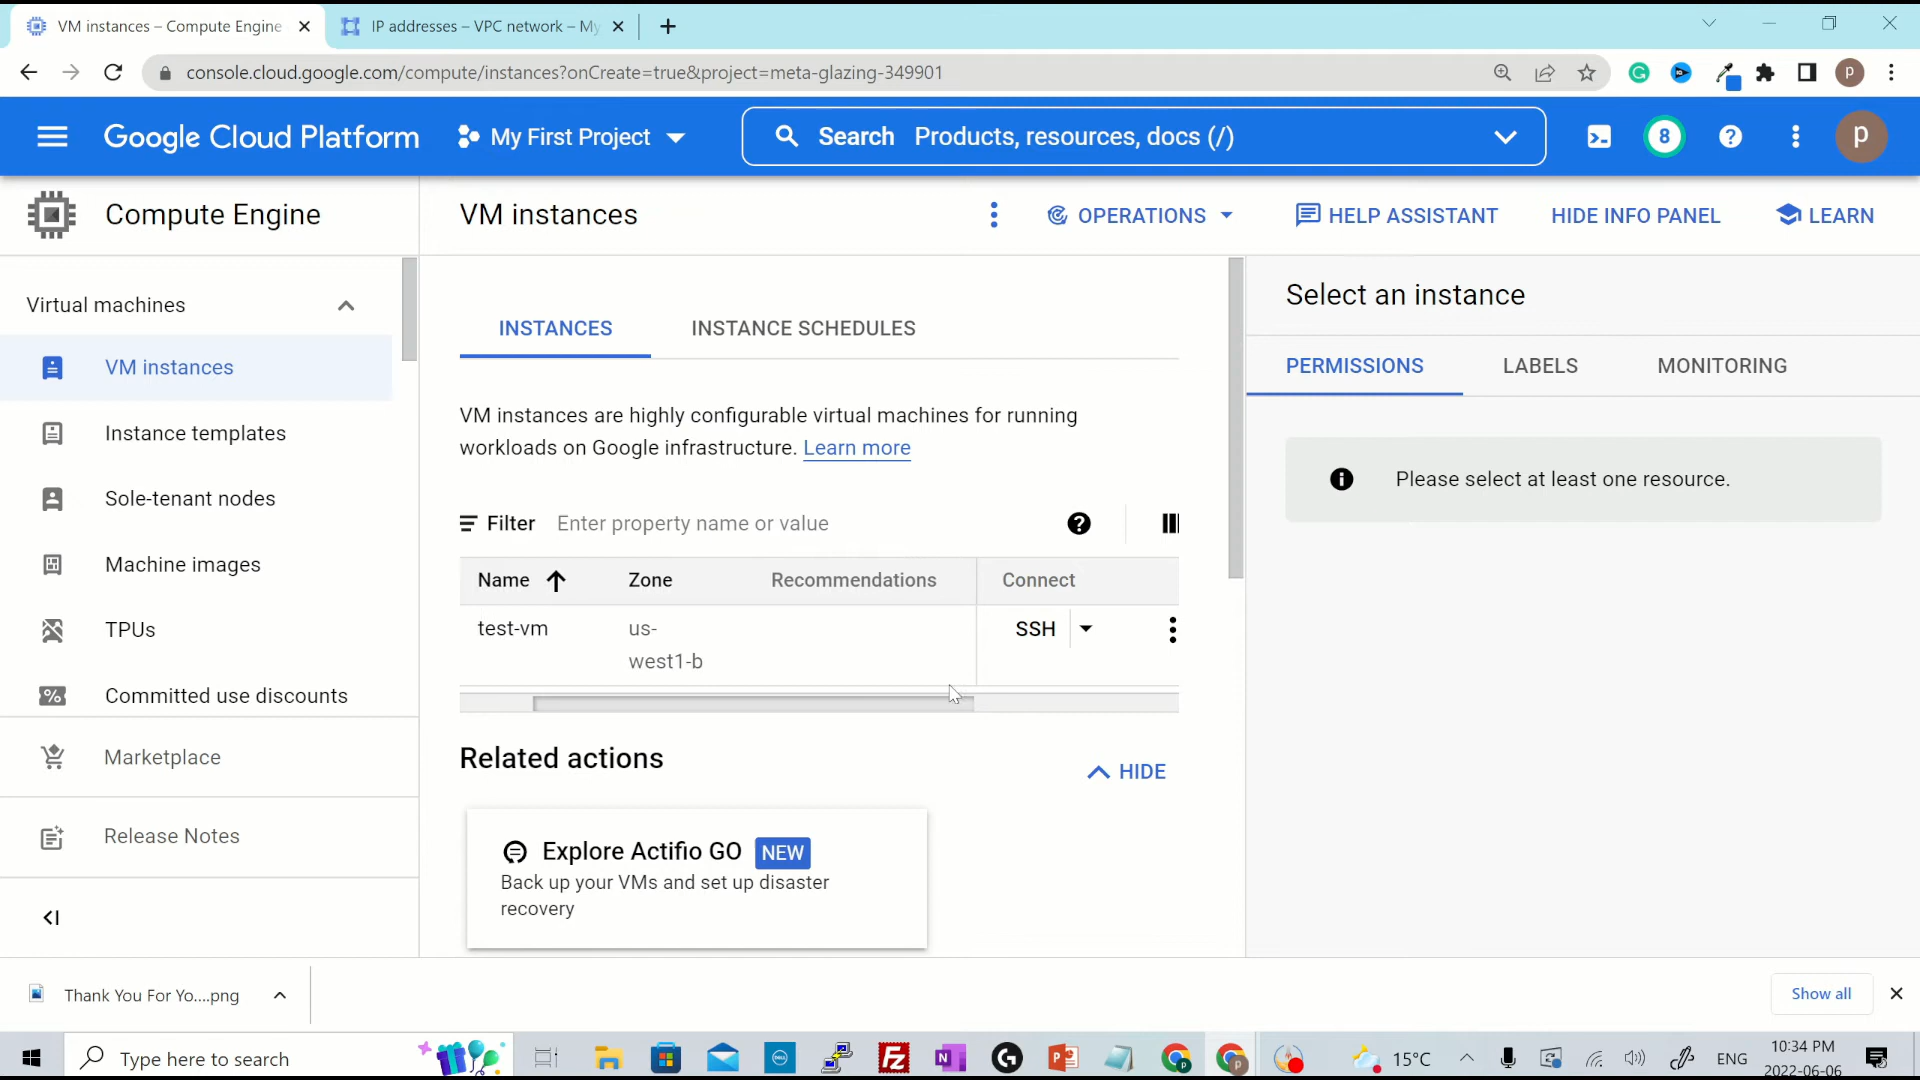 VM instances – Compute Engine
IP addresses – VPC network – My
console.cloud.google.com/compute/instances?onCreate=true&project=meta-glazing-349901
p
Google Cloud Platform
My First Project
Search Products, resources, docs (/)
8
p
Compute Engine
VM instances
OPERATIONS
HELP ASSISTANT
HIDE INFO PANEL
LEARN
Virtual machines
VM instances
Instance templates
Sole-tenant nodes
Machine images
TPUs
Committed use discounts
Marketplace
Release Notes
INSTANCES
INSTANCE SCHEDULES
VM instances are highly configurable virtual machines for running
workloads on Google infrastructure. Learn more
Filter Enter property name or value
Name
Zone
Recommendations
Connect
test-vm
us-
west1-b
SSH
Related actions
HIDE
Explore Actifio GO NEW
Back up your VMs and set up disaster
recovery
Select an instance
PERMISSIONS
LABELS
MONITORING
Please select at least one resource.
Thank You For Yo....png
Show all
Type here to search
15°C
ENG
10:34 PM
2022-06-06